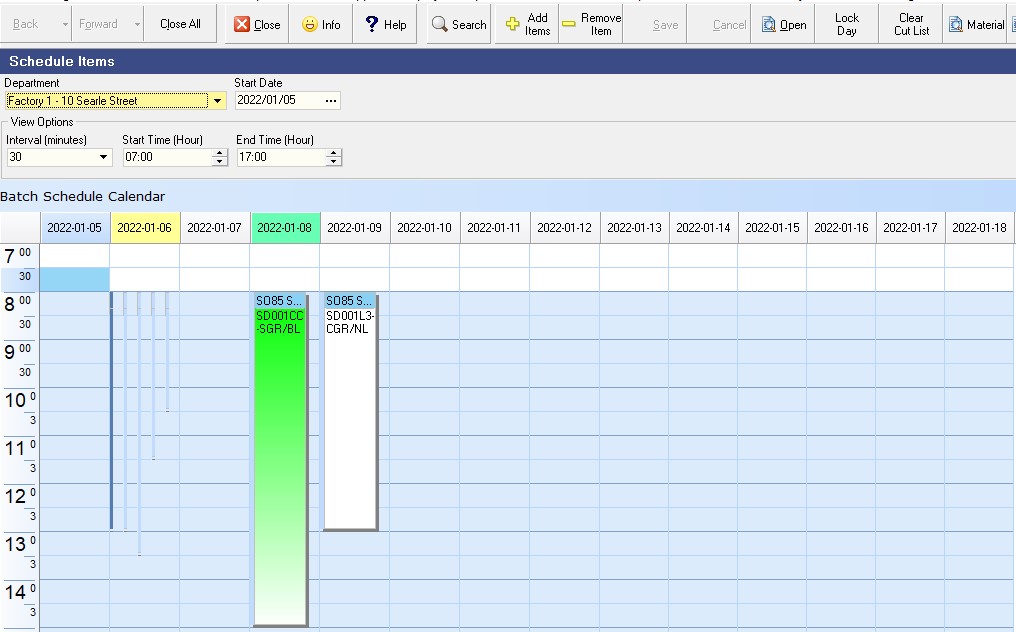 Back Forward Close All Close Info Help Search Add Items Remove Item Save Cancel Open Lock Day Clear Cut List Material
Schedule Items
Department Start Date
Factory 1 - 10 Searle Street 2022/01/05 ...
View Options
Interval (minutes) Start Time (Hour) End Time (Hour)
30 07:00 17:00
Batch Schedule Calendar
2022-01-05 2022-01-06 2022-01-07 2022-01-08 2022-01-09 2022-01-10 2022-01-11 2022-01-12 2022-01-13 2022-01-14 2022-01-15 2022-01-16 2022-01-17 2022-01-18
7 00
30
8 00 SO85 S... SO85 S...
SD001CC SD001L3-
30 -SGR/BL CGR/NL
9 00
30
10 0
3
11 0
3
12 0
3
13 0
3
14 0
3